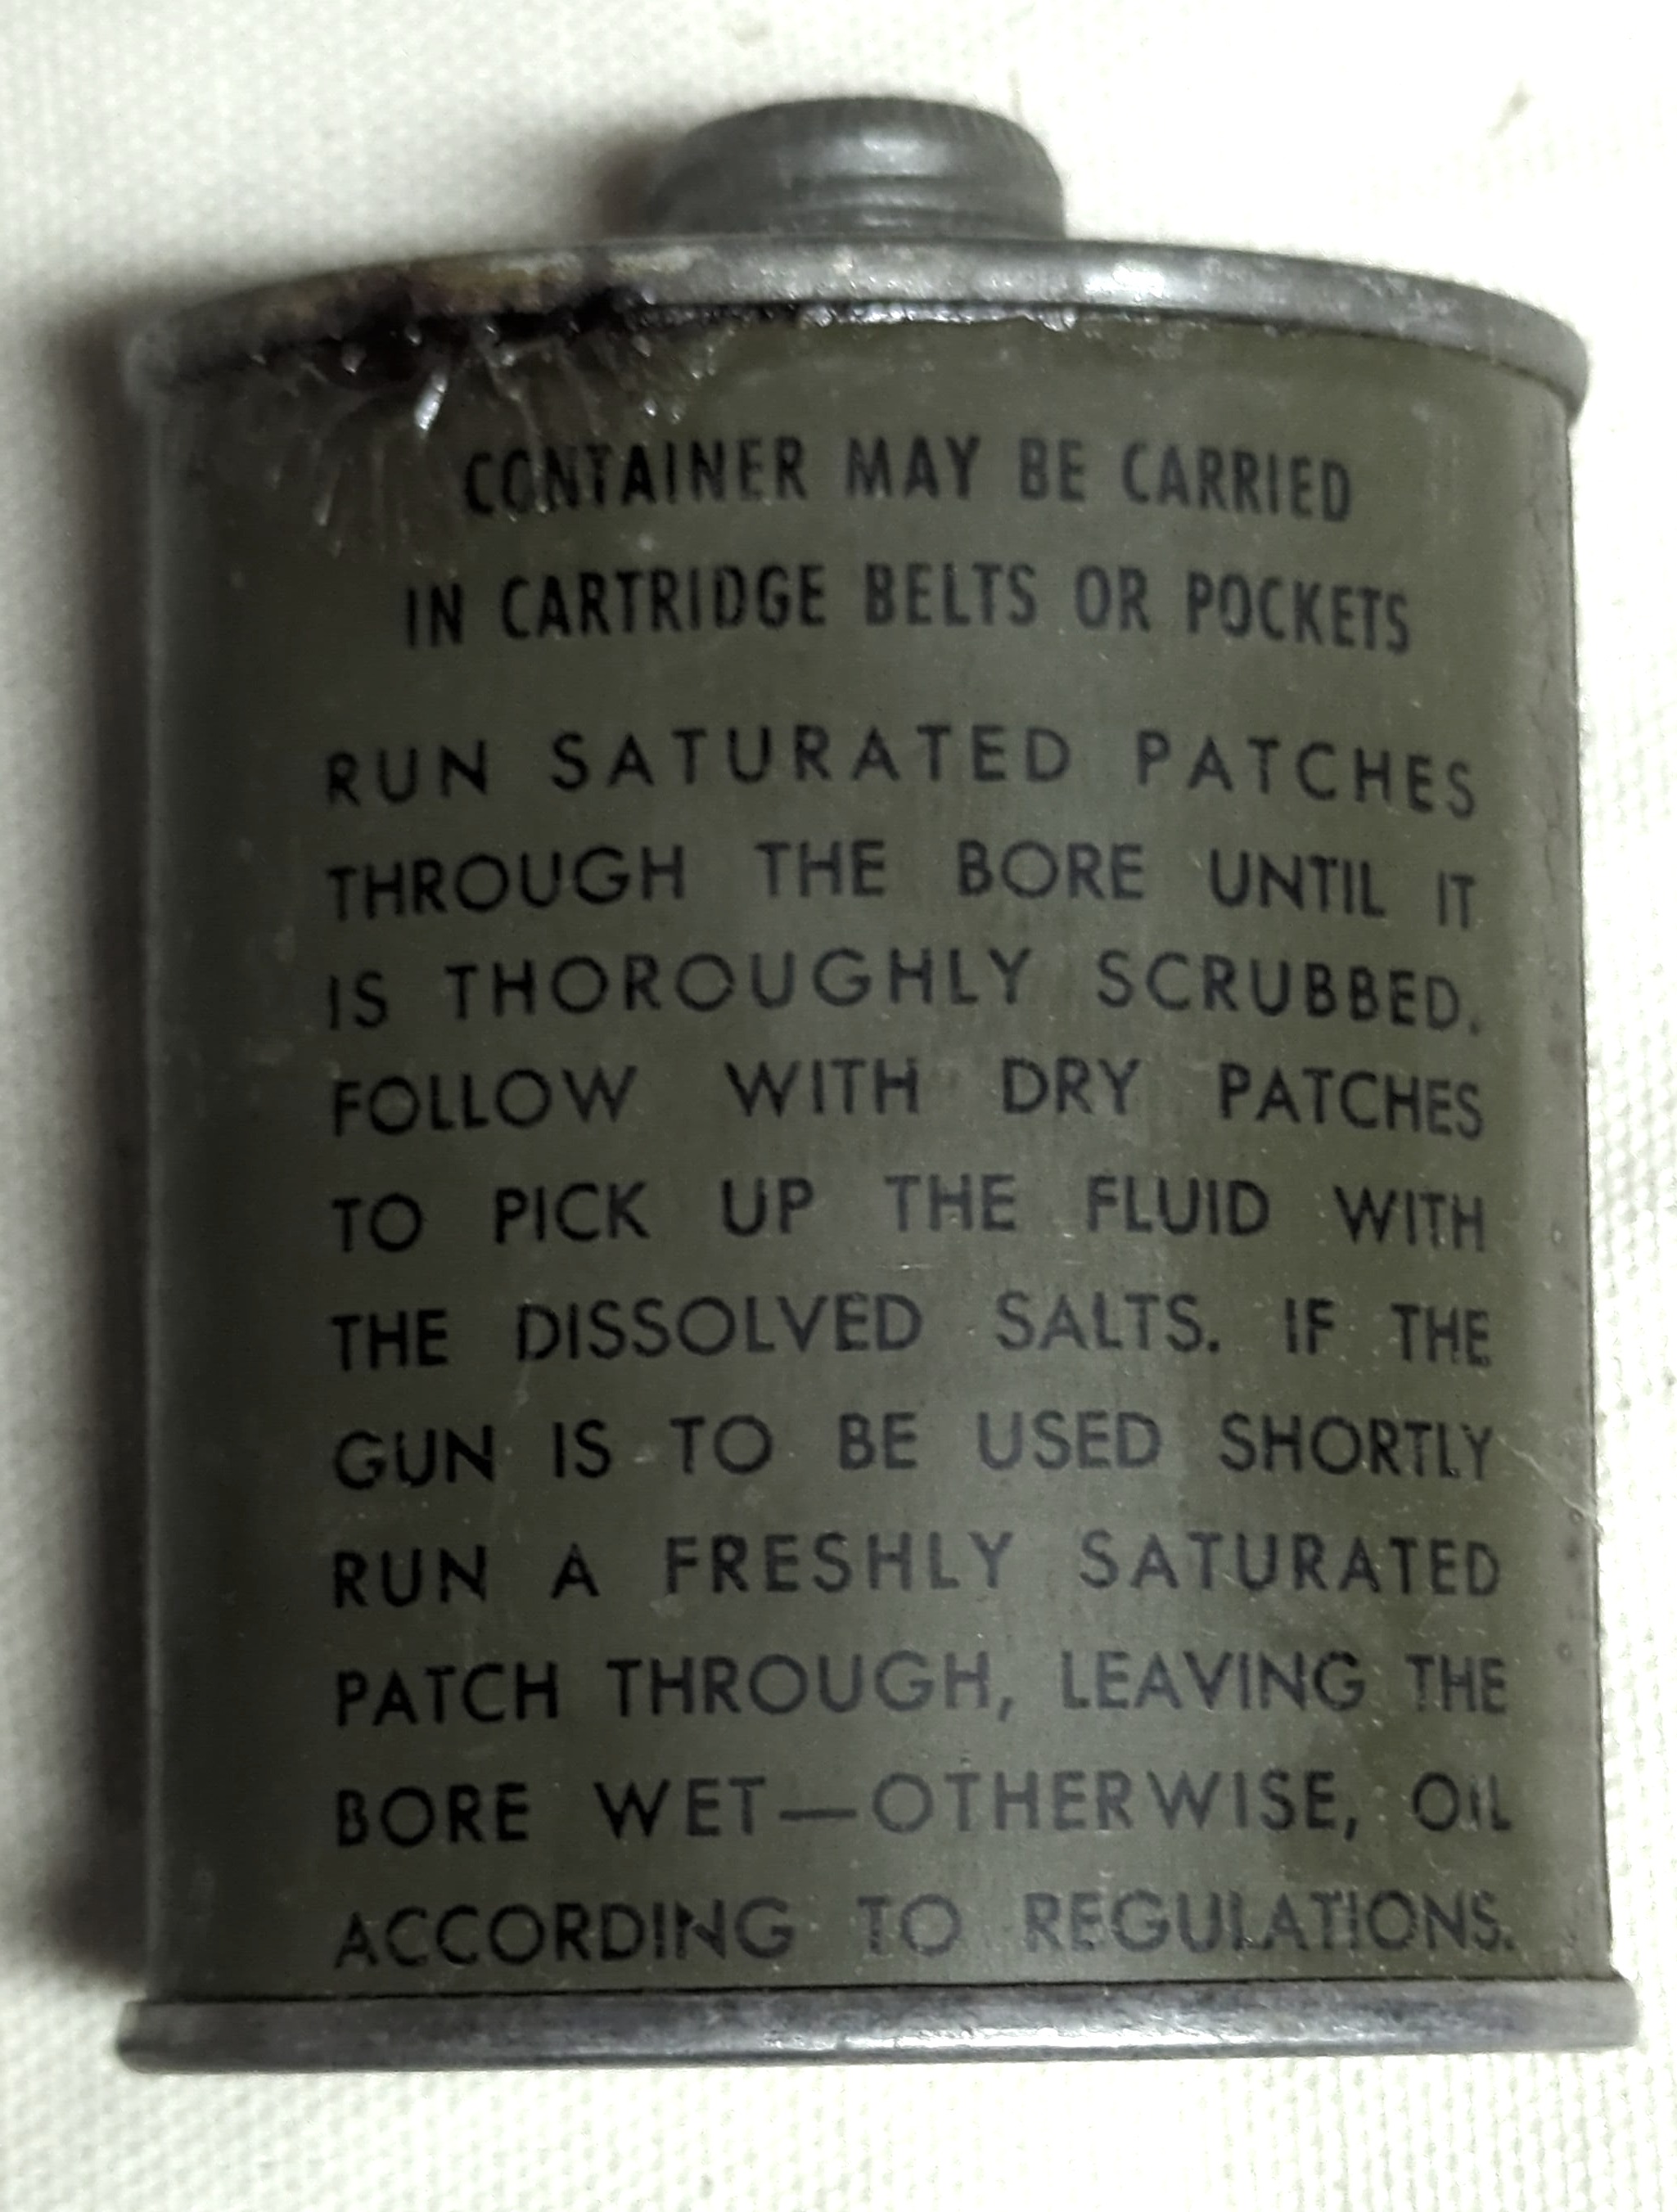 CONTAINER MAY BE CARRIED
IN CARTRIDGE BELTS OR POCKETS
RUN SATURATED PATCHES
THROUGH THE BORE UNTIL IT
IS THOROUGHLY SCRUBBED.
FOLLOW WITH DRY PATCHES
TO PICK UP THE FLUID WITH
THE DISSOLVED SALTS. IF THE
GUN IS TO BE USED SHORTLY
RUN A FRESHLY SATURATED
PATCH THROUGH, LEAVING THE
BORE WET—OTHERWISE, OIL
ACCORDING TO REGULATIONS.